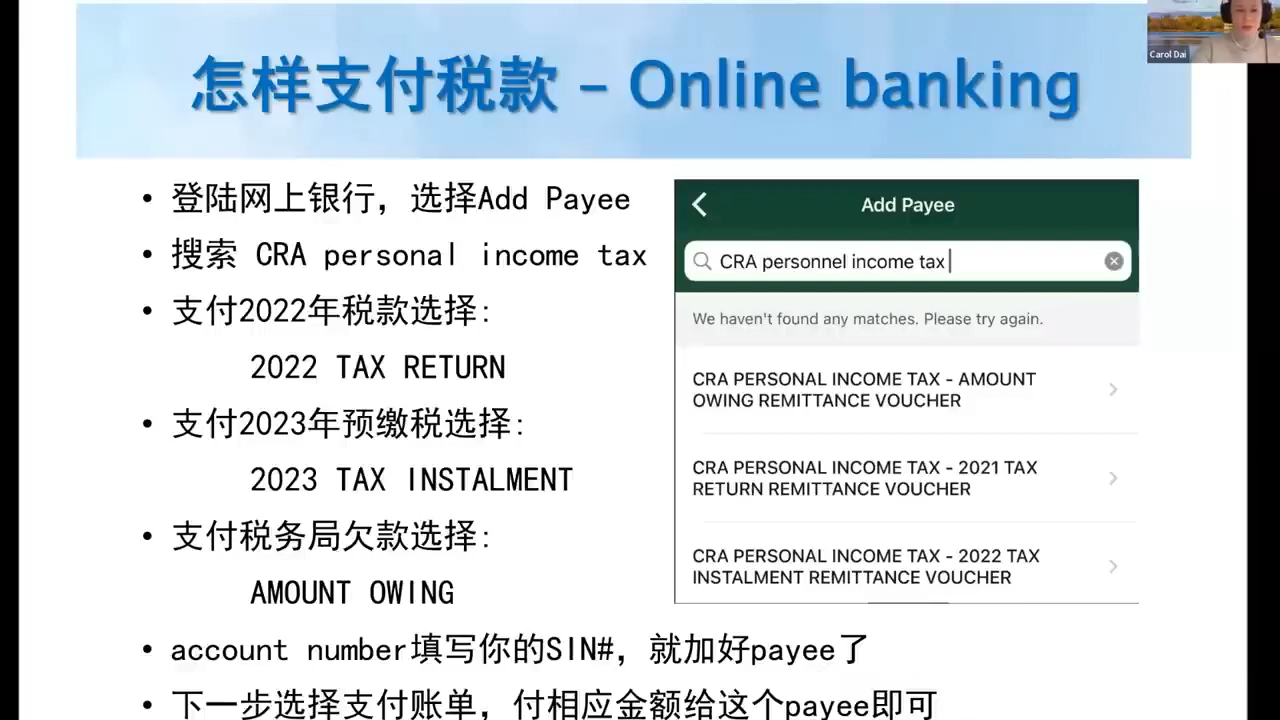 怎样支付税款 – Online banking
Carol Dai
• 登陆网上银行，选择Add Payee
• 搜索 CRA personal income tax
• 支付2022年税款选择:
2022 TAX RETURN
• 支付2023年预缴税选择:
2023 TAX INSTALMENT
• 支付税务局欠款选择:
AMOUNT OWING
• account number填写你的SIN#，就加好payee了
• 下一步选择支付账单，付相应金额给这个payee即可
Add Payee
CRA personnel income tax
We haven't found any matches. Please try again.
CRA PERSONAL INCOME TAX - AMOUNT
OWING REMITTANCE VOUCHER
CRA PERSONAL INCOME TAX - 2021 TAX
RETURN REMITTANCE VOUCHER
CRA PERSONAL INCOME TAX - 2022 TAX
INSTALMENT REMITTANCE VOUCHER